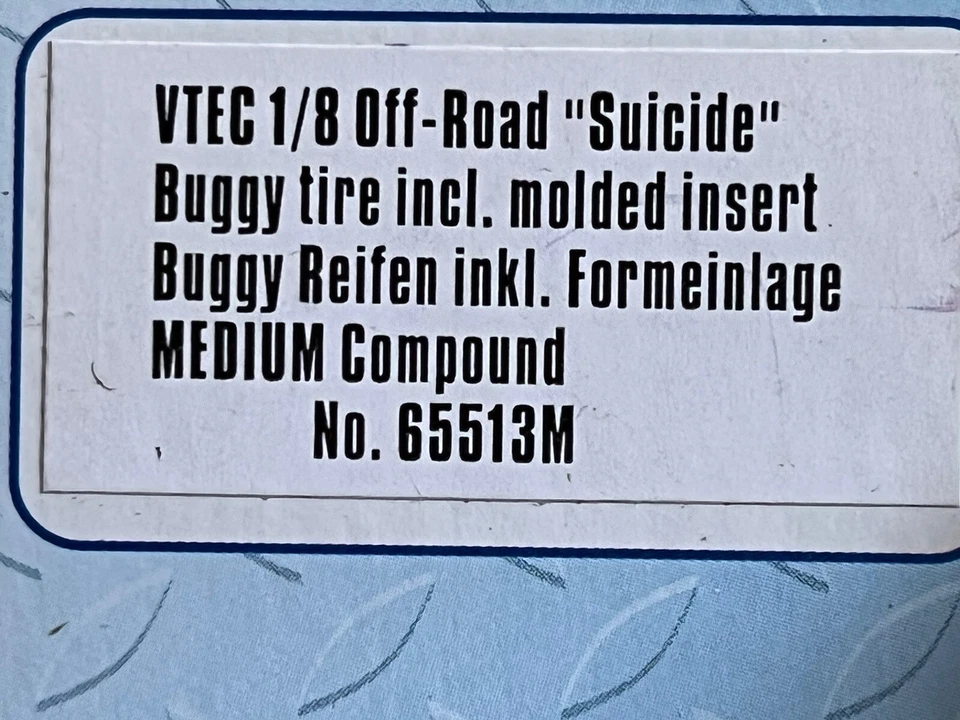 VTEC 1/8 Off-Road "Suicide"
Buggy tire incl. molded insert
Buggy Reifen inkl. Formeinlage
MEDIUM Compound
No. 65513M